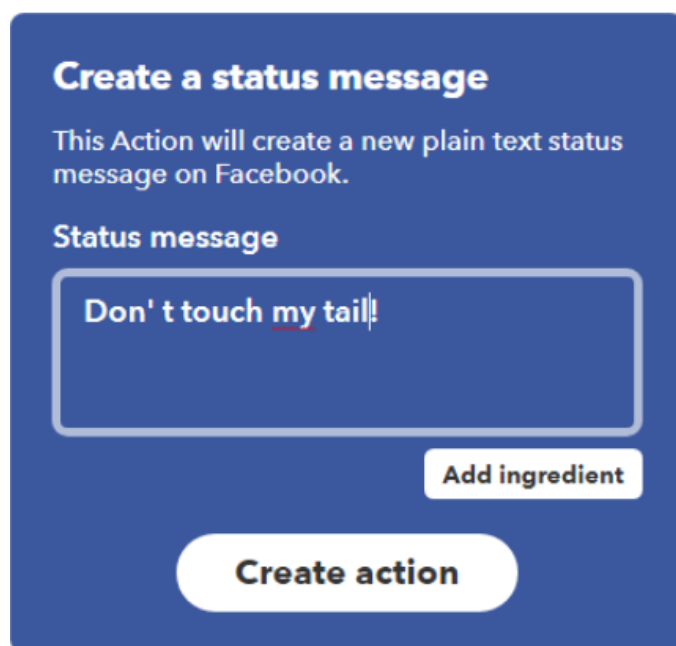 Create a status message
This Action will create a new plain text status
message on Facebook.
Status message
Don' t touch my tail!
Add ingredient
Create action